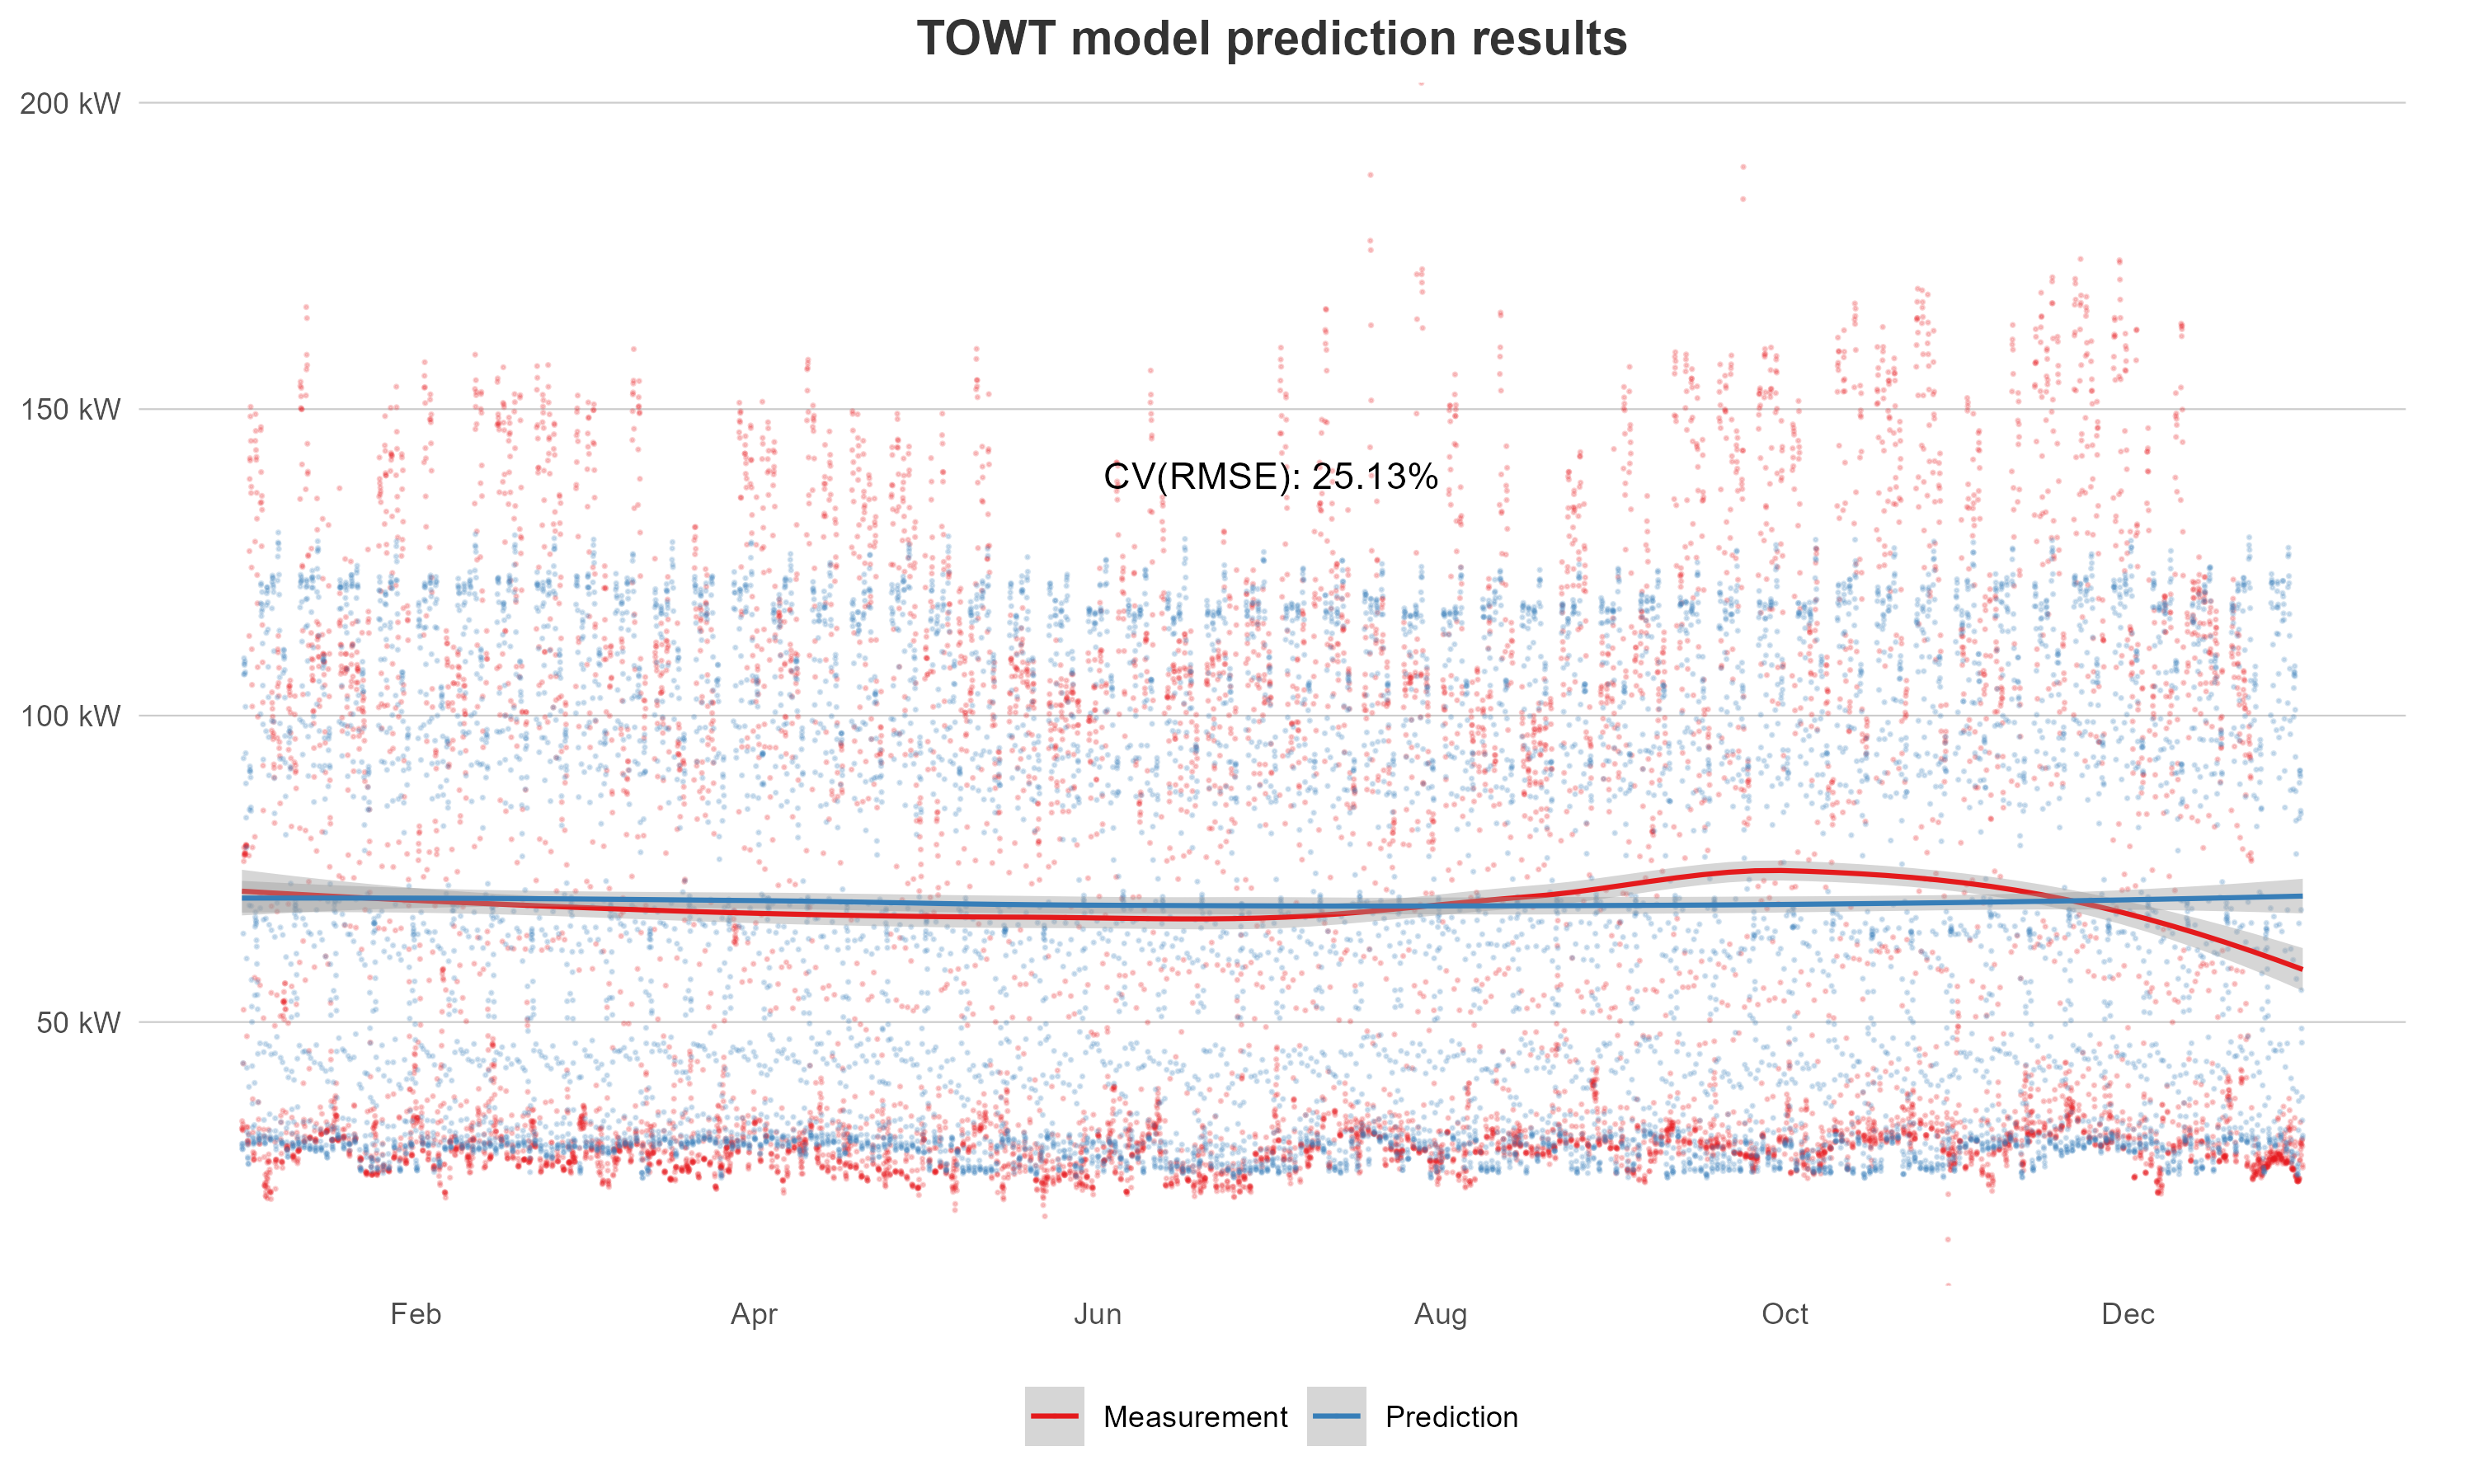 TOWT model prediction results
200 kW
150 kW
CV(RMSE): 25.13%
100 kW
50 kW
Feb Apr Jun Aug Oct Dec
Measurement Prediction